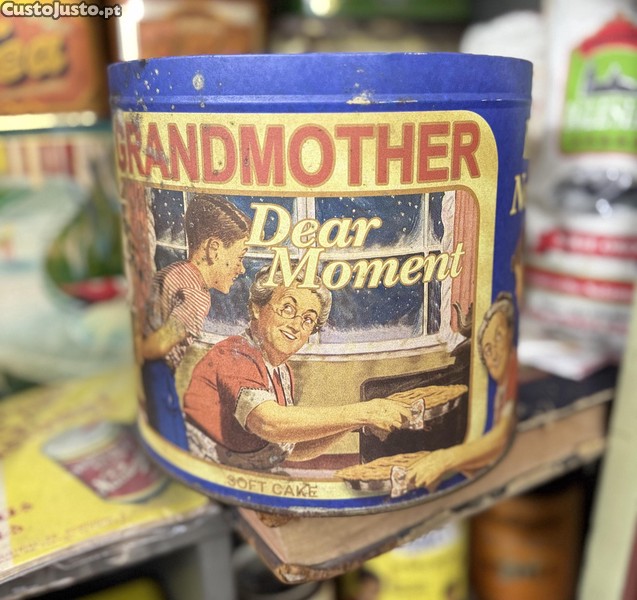 CustoJusto.pt
GRANDMOTHER
Dear
Moment
SOFT CAKE